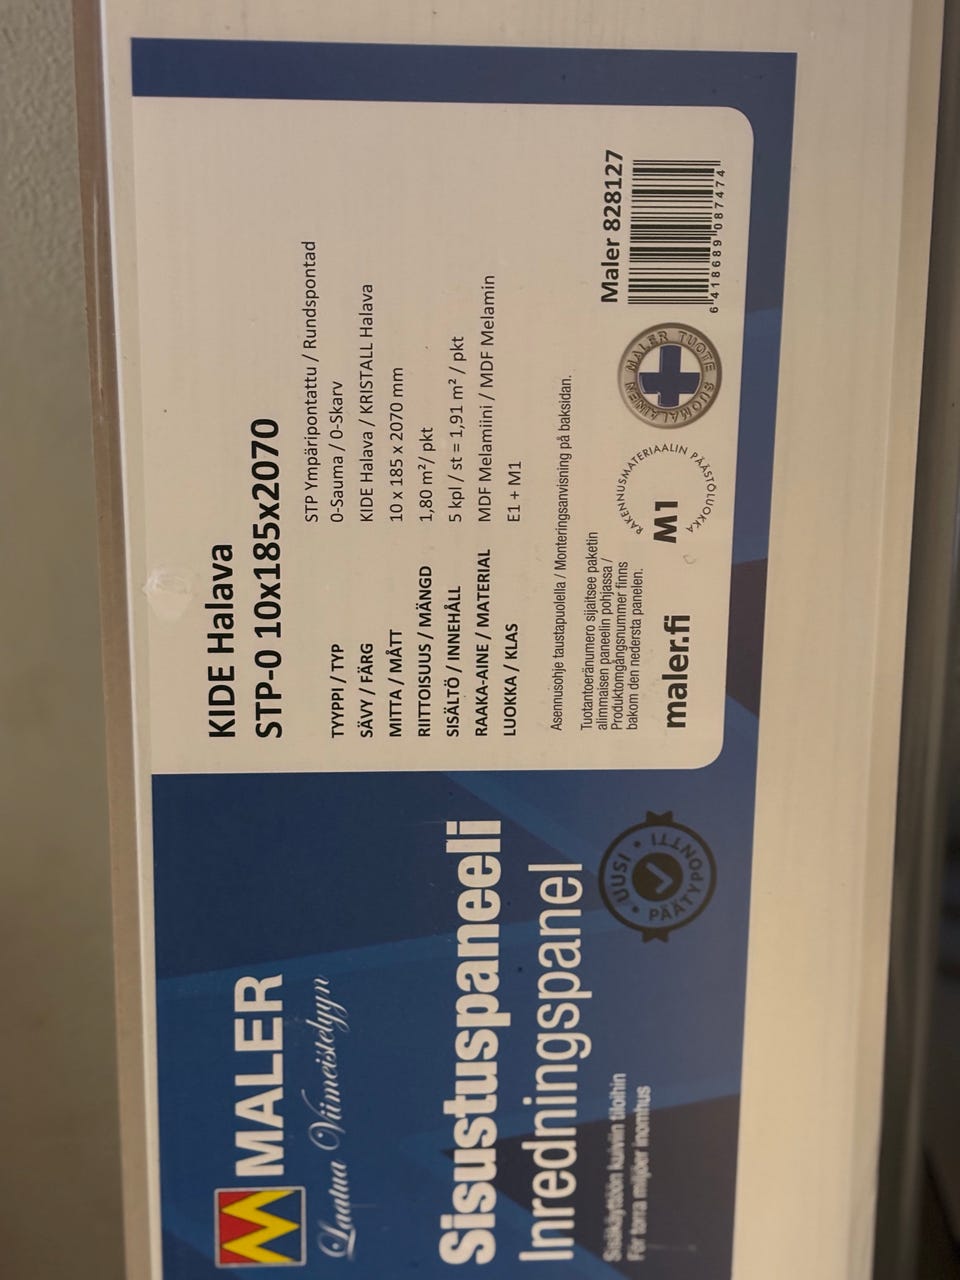 MALER
Laatua Viimeistelyyn
Sisustuspaneeli
Inredningspanel
Sisäkäyttöön kuiviin tiloihin
För torra miljöer inomhus
• UUSI •
PÄÄTYPONTTI
KIDE Halava
STP-0 10x185x2070
STP Ympäripontattu / Rundspontad
TYYPPI / TYP 0-Sauma / 0-Skarv
SÄVY / FÄRG KIDE Halava / KRISTALL Halava
MITTA / MÅTT 10 x 185 x 2070 mm
RIITTOISUUS / MÄNGD 1,80 m²/ pkt
SISÄLTÖ / INNEHÅLL 5 kpl / st = 1,91 m² / pkt
RAAKA-AINE / MATERIAL MDF Melamiini / MDF Melamin
LUOKKA / KLAS E1 + M1
Asennusohje taustapuolella / Monteringsanvisning på baksidan.
Tuotantoeränumero sijaitsee paketin
alimmaisen paneelin pohjassa /
Produktomgångsnummer finns
bakom den nedersta panelen.
maler.fi
M1
RAKENNUSMATERIAALIN PÄÄSTÖLUOKKA
SUOMALAINEN MALER TUOTE
Maler 828127
6 418689 087474